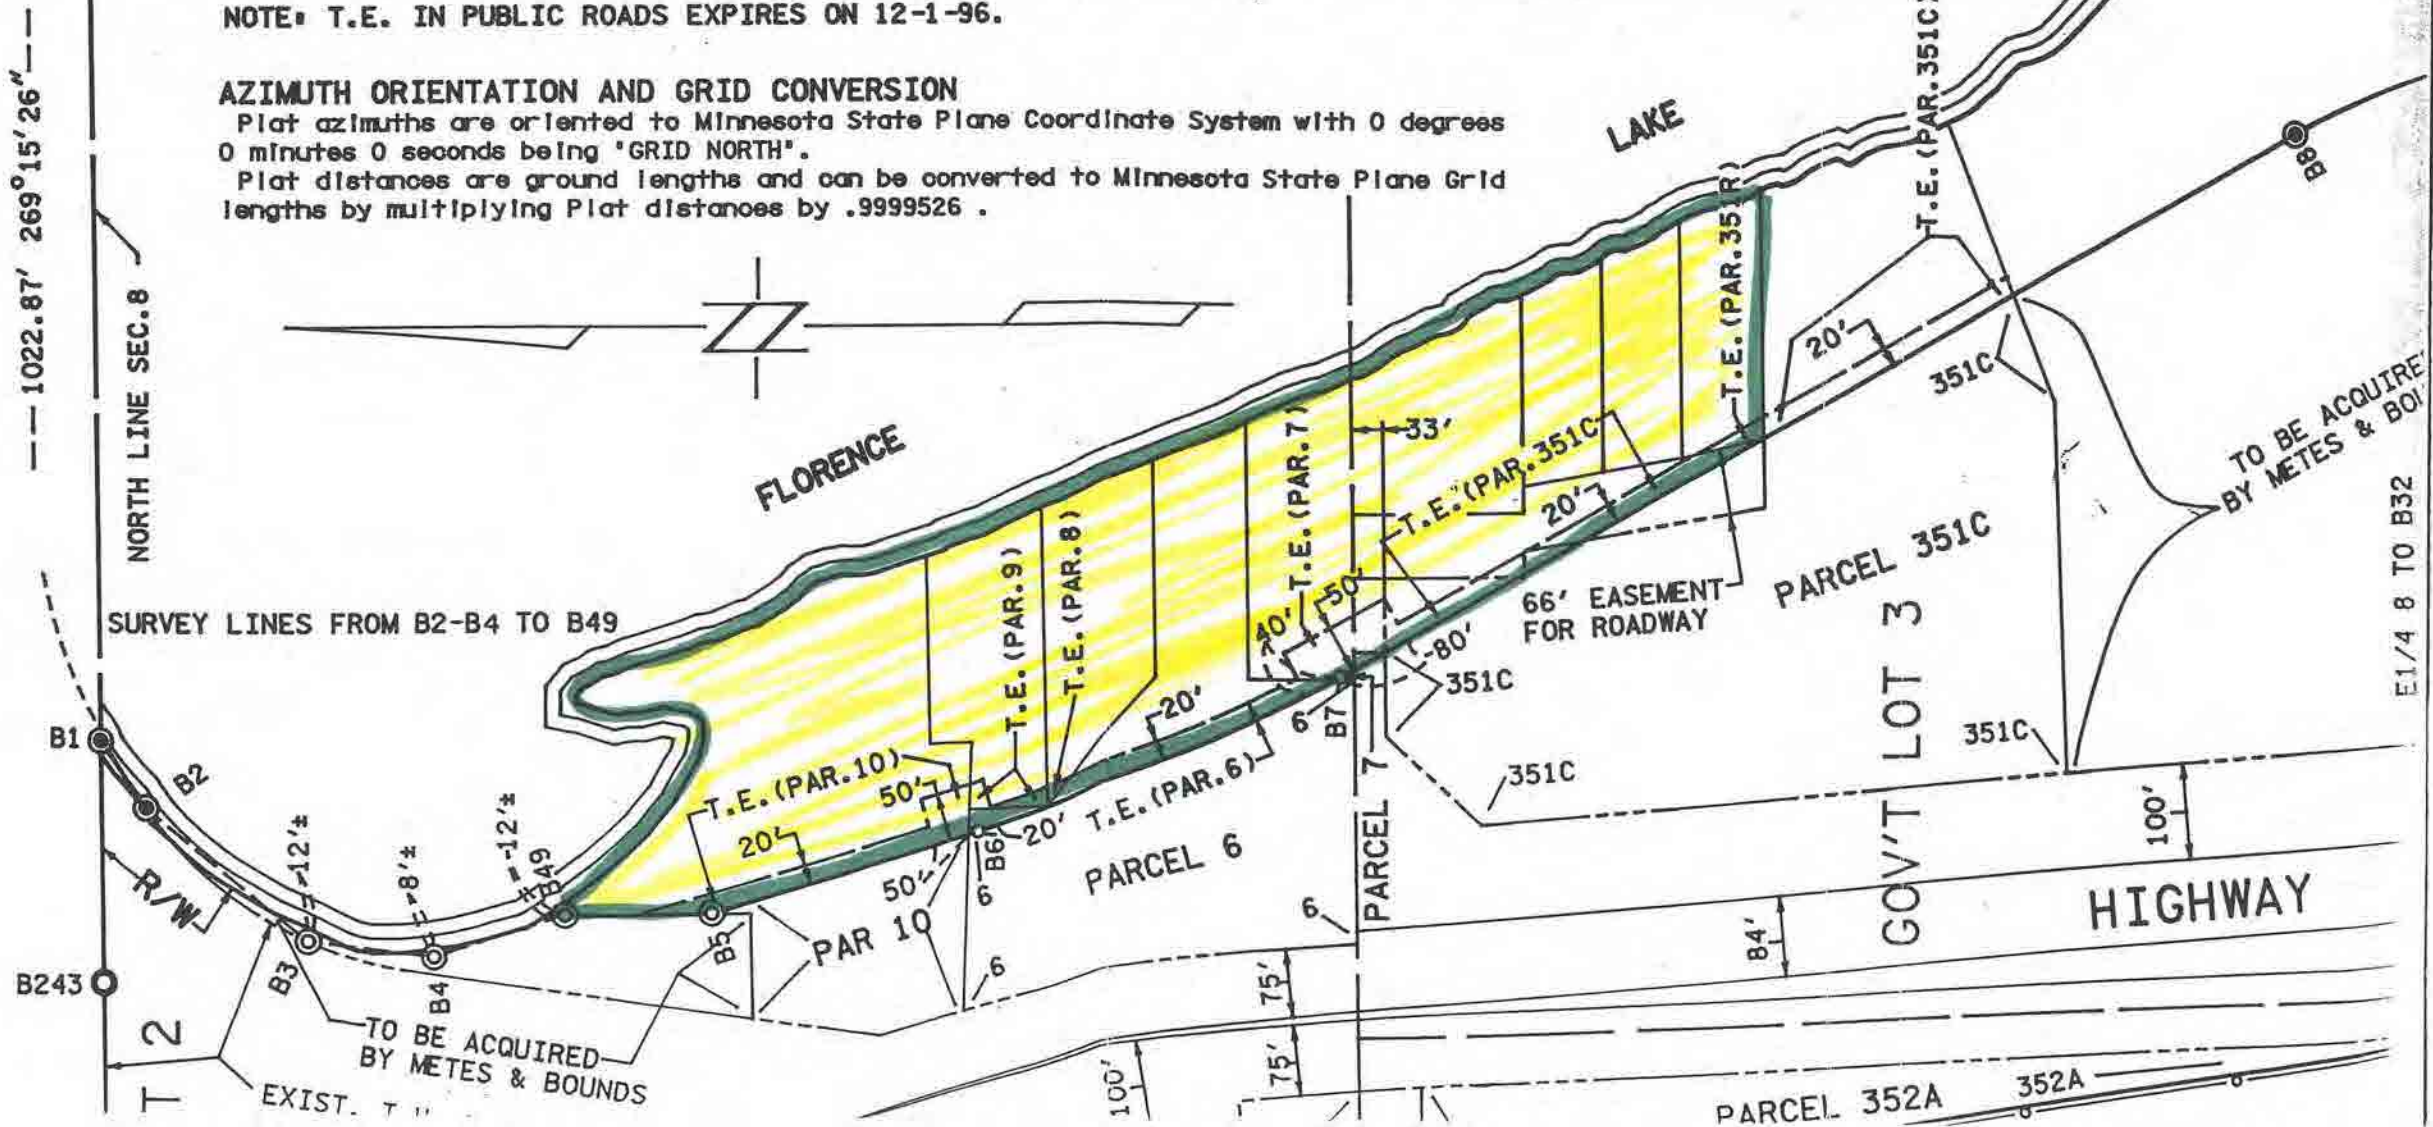 NOTE: T.E. IN PUBLIC ROADS EXPIRES ON 12-1-96.
AZIMUTH ORIENTATION AND GRID CONVERSION
Plat azimuths are oriented to Minnesota State Plane Coordinate System with 0 degrees
0 minutes 0 seconds being "GRID NORTH".
Plat distances are ground lengths and can be converted to Minnesota State Plane Grid
lengths by multiplying Plat distances by .9999526 .
1022.87' 269°15'26"
NORTH LINE SEC.8
LAKE
FLORENCE
T.E.(PAR.351C)
B8
T.E.(PAR.351R)
20'
351C
TO BE ACQUIRE
BY METES & BO
E1/4 8 TO B32
33'
T.E.(PAR.7)
T.E.(PAR.351C
20'
T.E.(PAR.9)
T.E.(PAR.8)
PARCEL 351C
66' EASEMENT
FOR ROADWAY
50'
40'
80'
351C
SURVEY LINES FROM B2-B4 TO B49
B1
B2
20'
6
B7
T.E.(PAR.10)
50'
20'
T.E.(PAR.6)
351C
351C
GOV'T LOT 3
100'
12'±
8'±
12'±
B49
20'
B6
50'
6
PARCEL 6
PARCEL 7
R/W
B5
PAR 10
6
6
HIGHWAY
84'
B243
B3
B4
75'
T 2
TO BE ACQUIRED
BY METES & BOUNDS
EXIST.
100'
75'
PARCEL 352A
352A